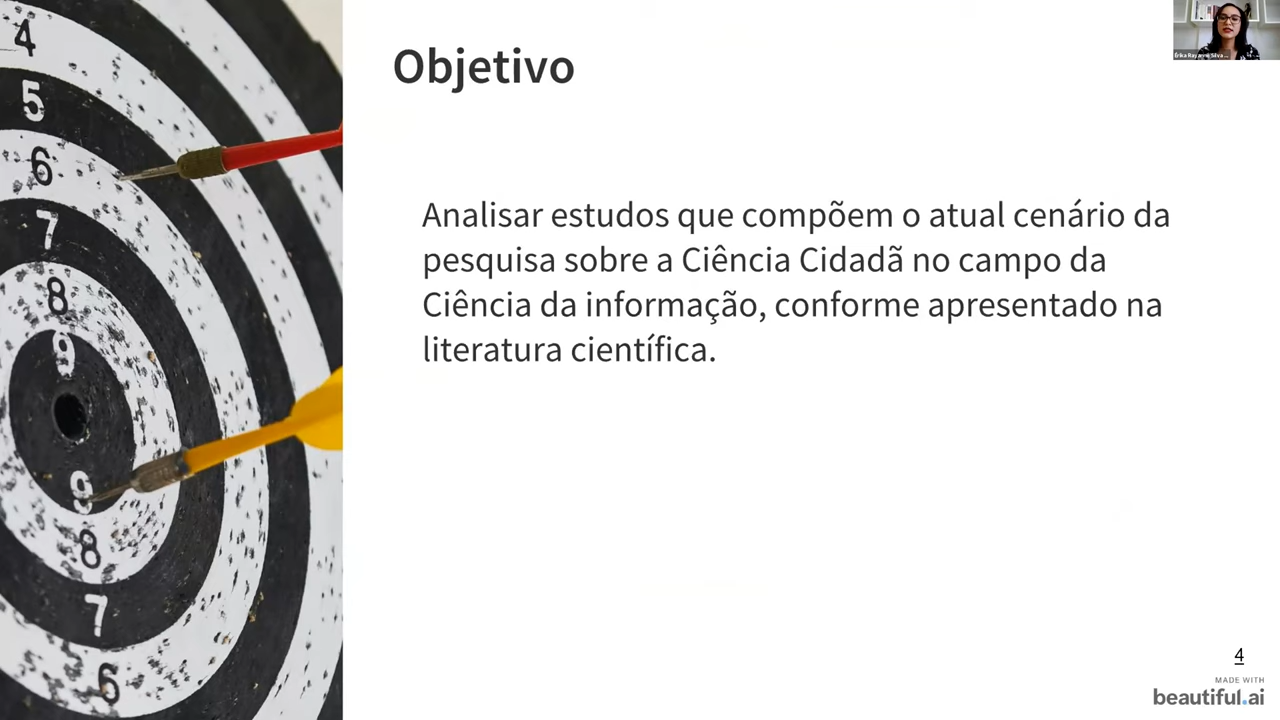 Objetivo
Analisar estudos que compõem o atual cenário da
pesquisa sobre a Ciência Cidadã no campo da
Ciência da informação, conforme apresentado na
literatura científica.
4
5
6
7
8
9
9
8
7
6
4
MADE WITH
beautiful.ai